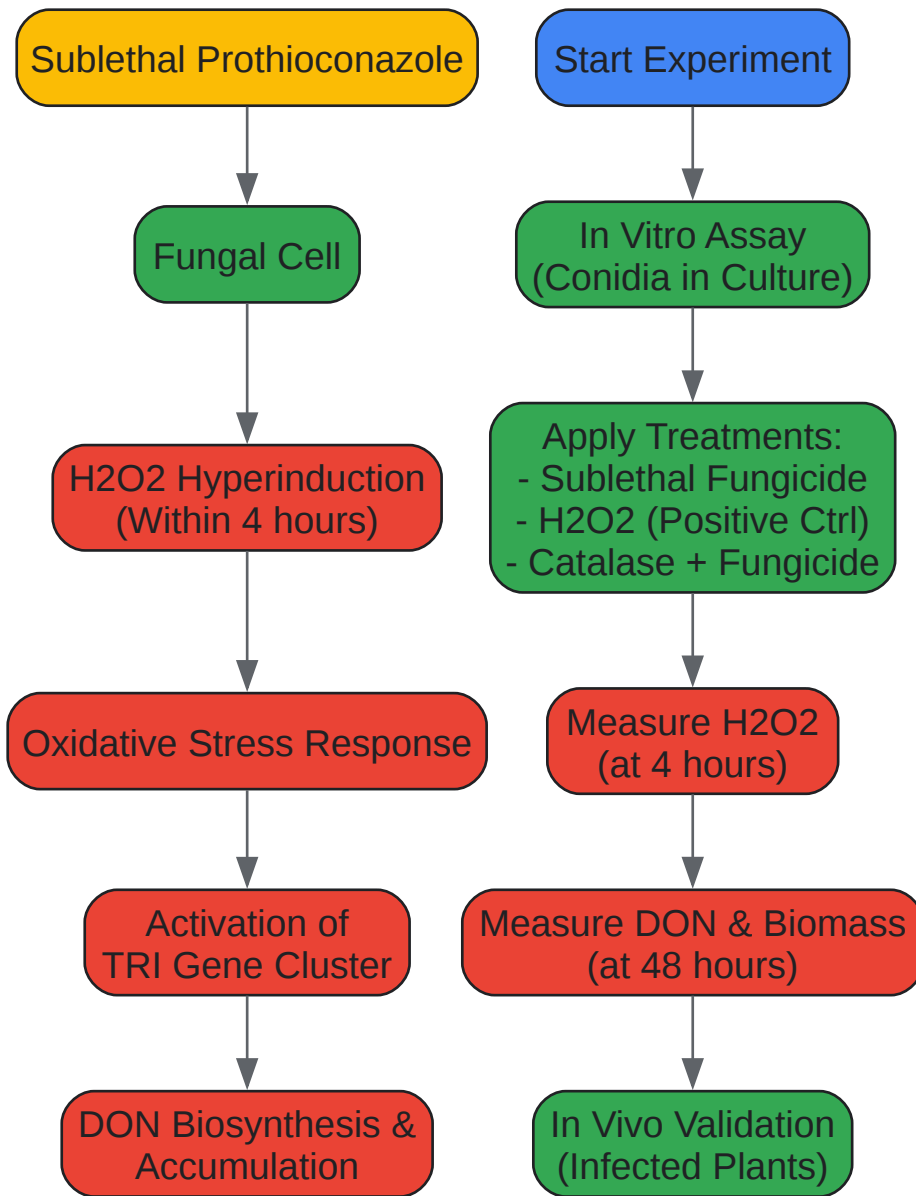 Sublethal Prothioconazole
Fungal Cell
H2O2 Hyperinduction
(Within 4 hours)
Oxidative Stress Response
Activation of
TRI Gene Cluster
DON Biosynthesis &
Accumulation
Start Experiment
In Vitro Assay
(Conidia in Culture)
Apply Treatments:
- Sublethal Fungicide
- H2O2 (Positive Ctrl)
- Catalase + Fungicide
Measure H2O2
(at 4 hours)
Measure DON & Biomass
(at 48 hours)
In Vivo Validation
(Infected Plants)